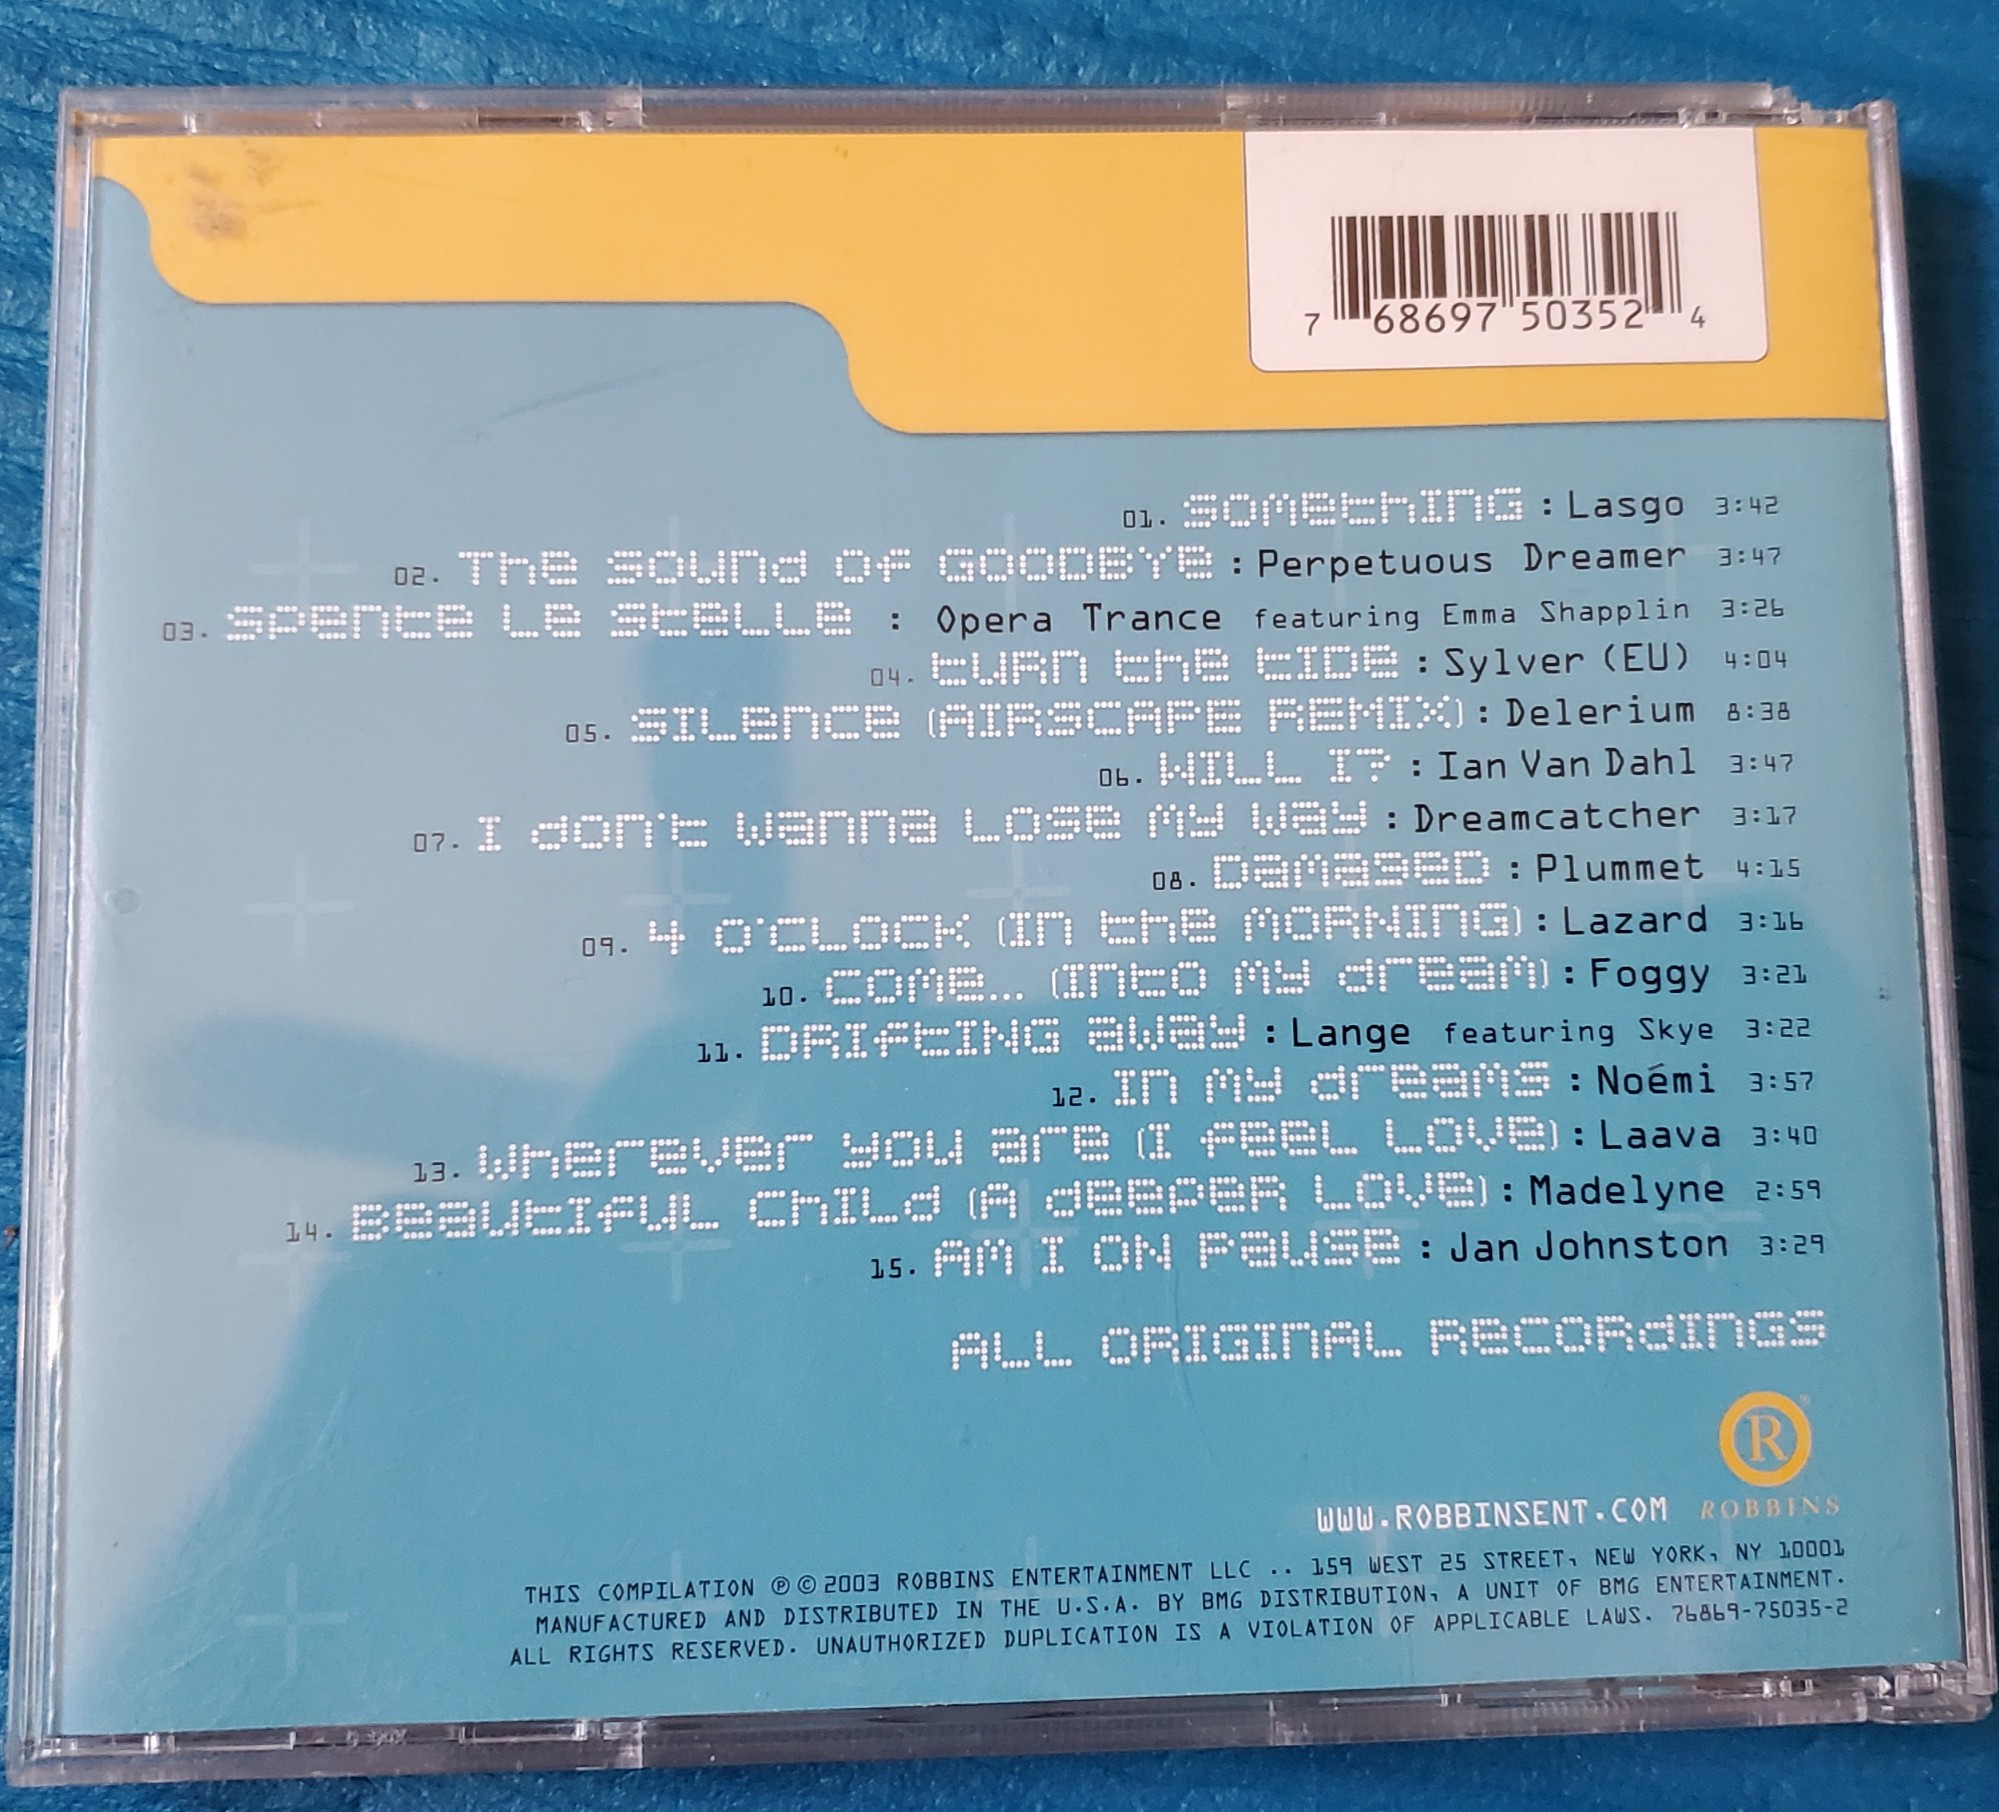 7 68697 50352 4
01. Something : Lasgo 3:42
02. The Sound Of Goodbye : Perpetuous Dreamer 3:47
03. Spente Le Stelle : Opera Trance featuring Emma Shapplin 3:26
04. Turn the Tide : Sylver (EU) 4:04
05. Silence (Airscape Remix) : Delerium 8:38
06. Will I? : Ian Van Dahl 3:47
07. I don't wanna Lose My Way : Dreamcatcher 3:17
08. Damaged : Plummet 4:15
09. 4 O'Clock (In the Morning) : Lazard 3:16
10. Come... (Into My dream) : Foggy 3:21
11. Drifting away : Lange featuring Skye 3:22
12. In My dreams : Noémi 3:57
13. Wherever you are (I feel Love) : Laava 3:40
14. Beautiful Child (A deeper Love) : Madelyne 2:59
15. Am I On Pause : Jan Johnston 3:29
All Original Recordings
R
®
WWW.ROBBINSENT.COM ROBBINS
THIS COMPILATION ℗ © 2003 ROBBINS ENTERTAINMENT LLC .. 159 WEST 25 STREET, NEW YORK, NY 10001
MANUFACTURED AND DISTRIBUTED IN THE U.S.A. BY BMG DISTRIBUTION, A UNIT OF BMG ENTERTAINMENT.
ALL RIGHTS RESERVED. UNAUTHORIZED DUPLICATION IS A VIOLATION OF APPLICABLE LAWS. 76869-75035-2